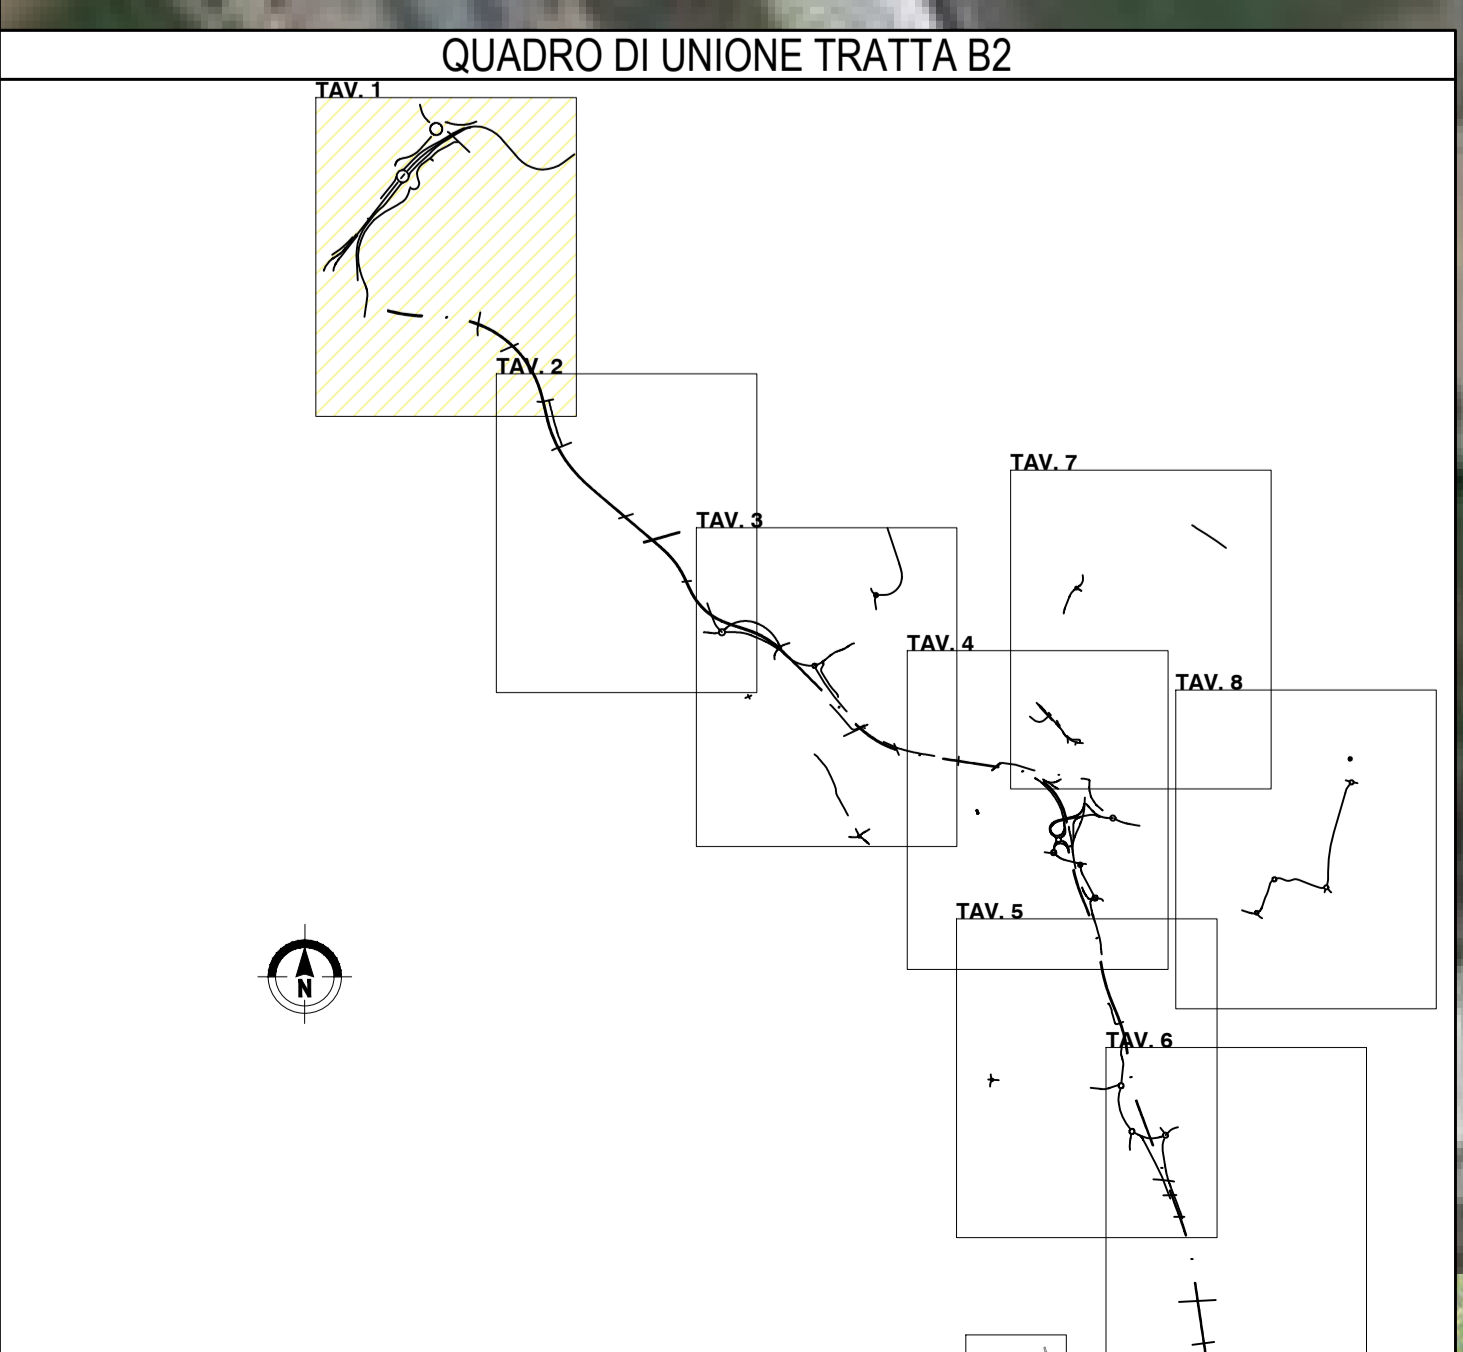 QUADRO DI UNIONE TRATTA B2
TAV. 1
TAV. 2
TAV. 7
TAV. 3
TAV. 4
TAV. 8
TAV. 5
N
TAV. 6